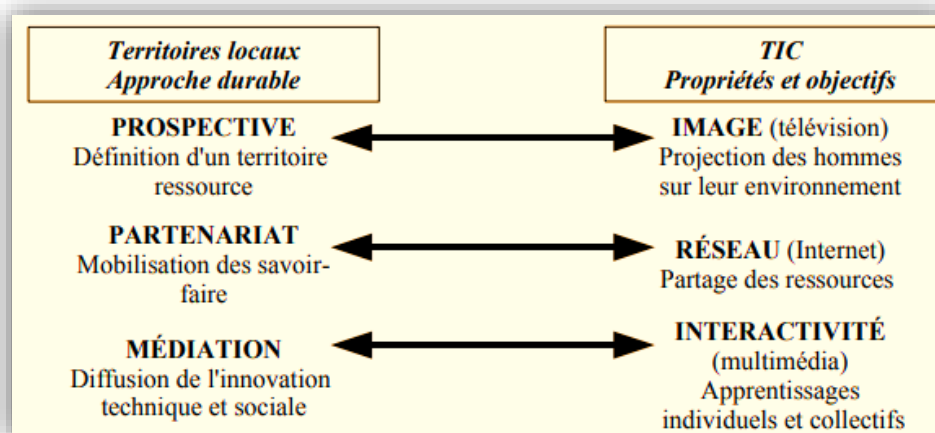 Territoires locaux
Approche durable
TIC
Propriétés et objectifs
PROSPECTIVE
Définition d'un territoire
ressource
IMAGE (télévision)
Projection des hommes
sur leur environnement
PARTENARIAT
Mobilisation des savoir-
faire
RÉSEAU (Internet)
Partage des ressources
MÉDIATION
Diffusion de l'innovation
technique et sociale
INTERACTIVITÉ
(multimédia)
Apprentissages
individuels et collectifs